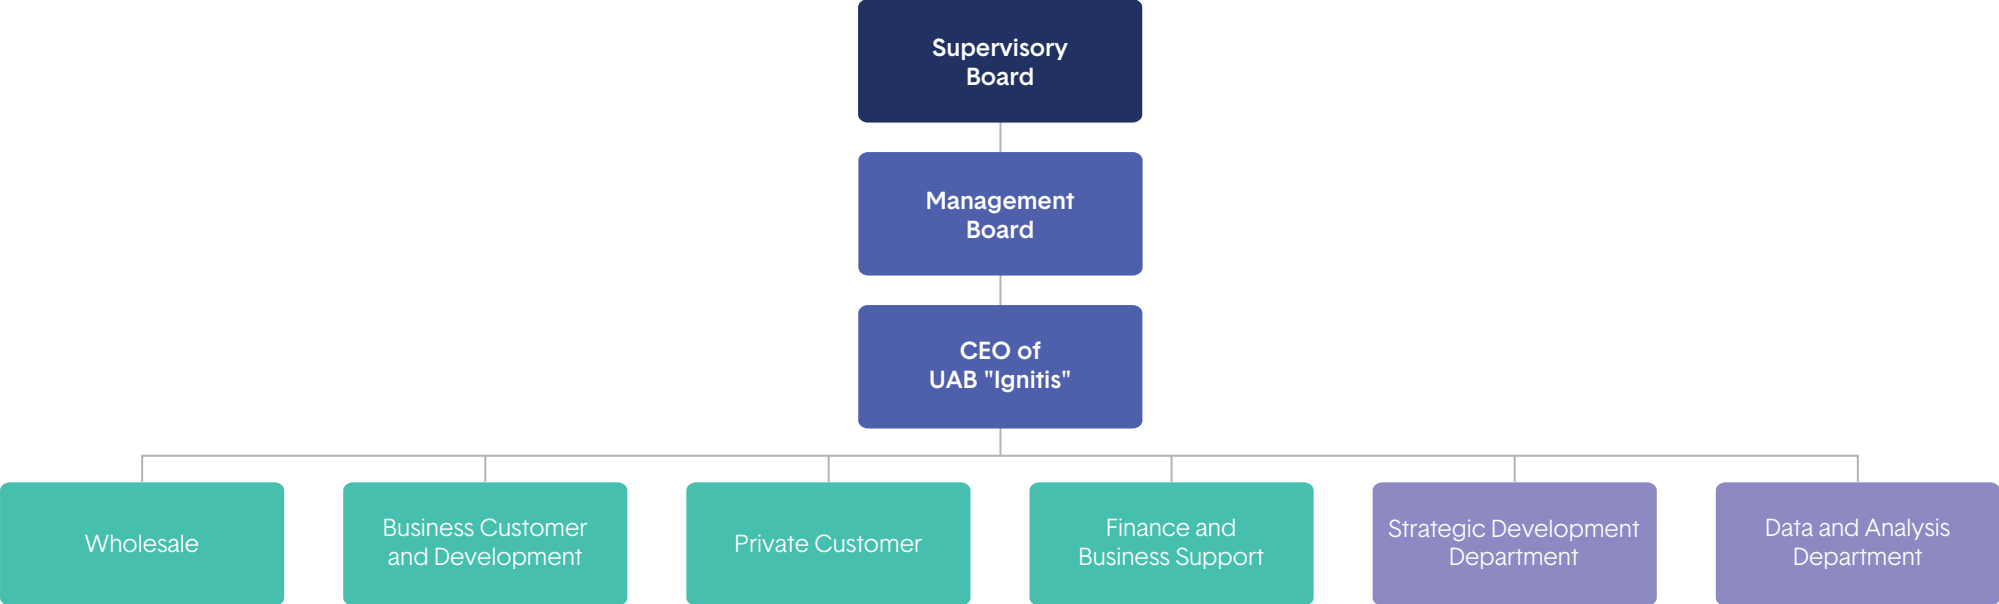 Supervisory
Board
Management
Board
CEO of
UAB "Ignitis"
Wholesale
Business Customer
and Development
Private Customer
Finance and
Business Support
Strategic Development
Department
Data and Analysis
Department